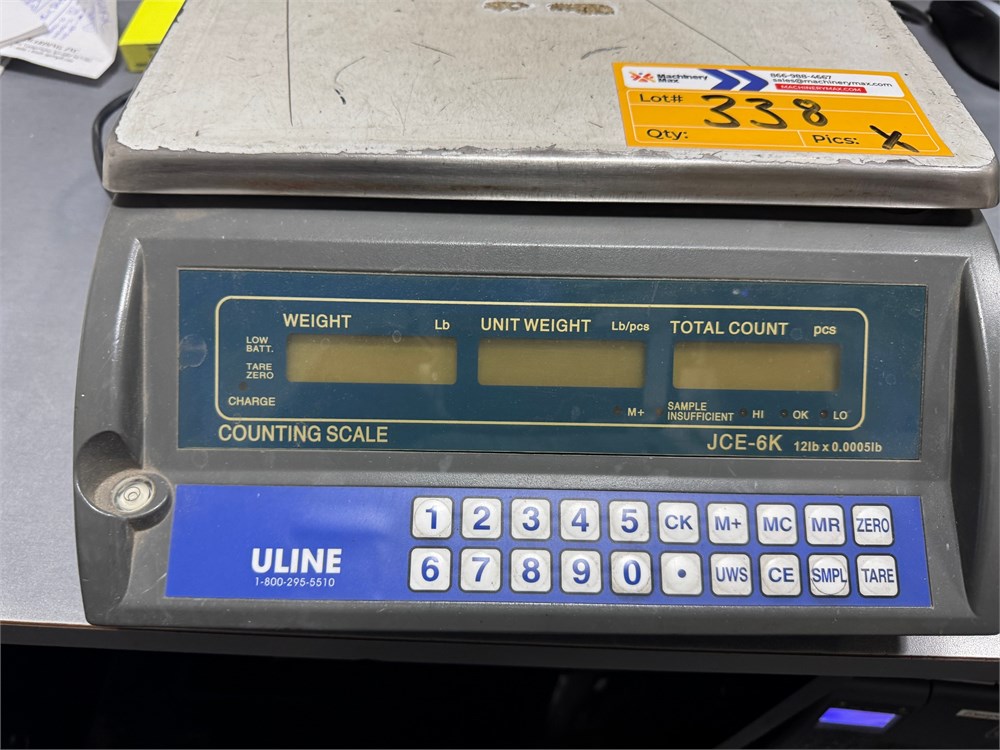 Machinery Max
866-988-4667
sales@machinerymax.com
MACHINERYMAX.COM
Lot# 338
Qty:
Pics: X
WEIGHT Lb
UNIT WEIGHT Lb/pcs
TOTAL COUNT pcs
LOW BATT.
TARE ZERO
CHARGE
M+
SAMPLE INSUFFICIENT
HI OK LO
COUNTING SCALE
JCE-6K 12lb x 0.0005lb
1 2 3 4 5 CK M+ MC MR ZERO
6 7 8 9 0 • UWS CE SMPL TARE
ULINE
1-800-295-5510